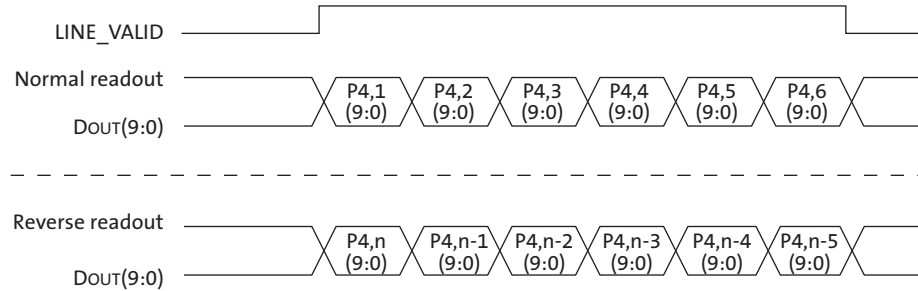 LINE_VALID
Normal readout
P4,1 P4,2 P4,3 P4,4 P4,5 P4,6
(9:0) (9:0) (9:0) (9:0) (9:0) (9:0)
DOUT(9:0)
Reverse readout
P4,n P4,n-1 P4,n-2 P4,n-3 P4,n-4 P4,n-5
(9:0) (9:0) (9:0) (9:0) (9:0) (9:0)
DOUT(9:0)